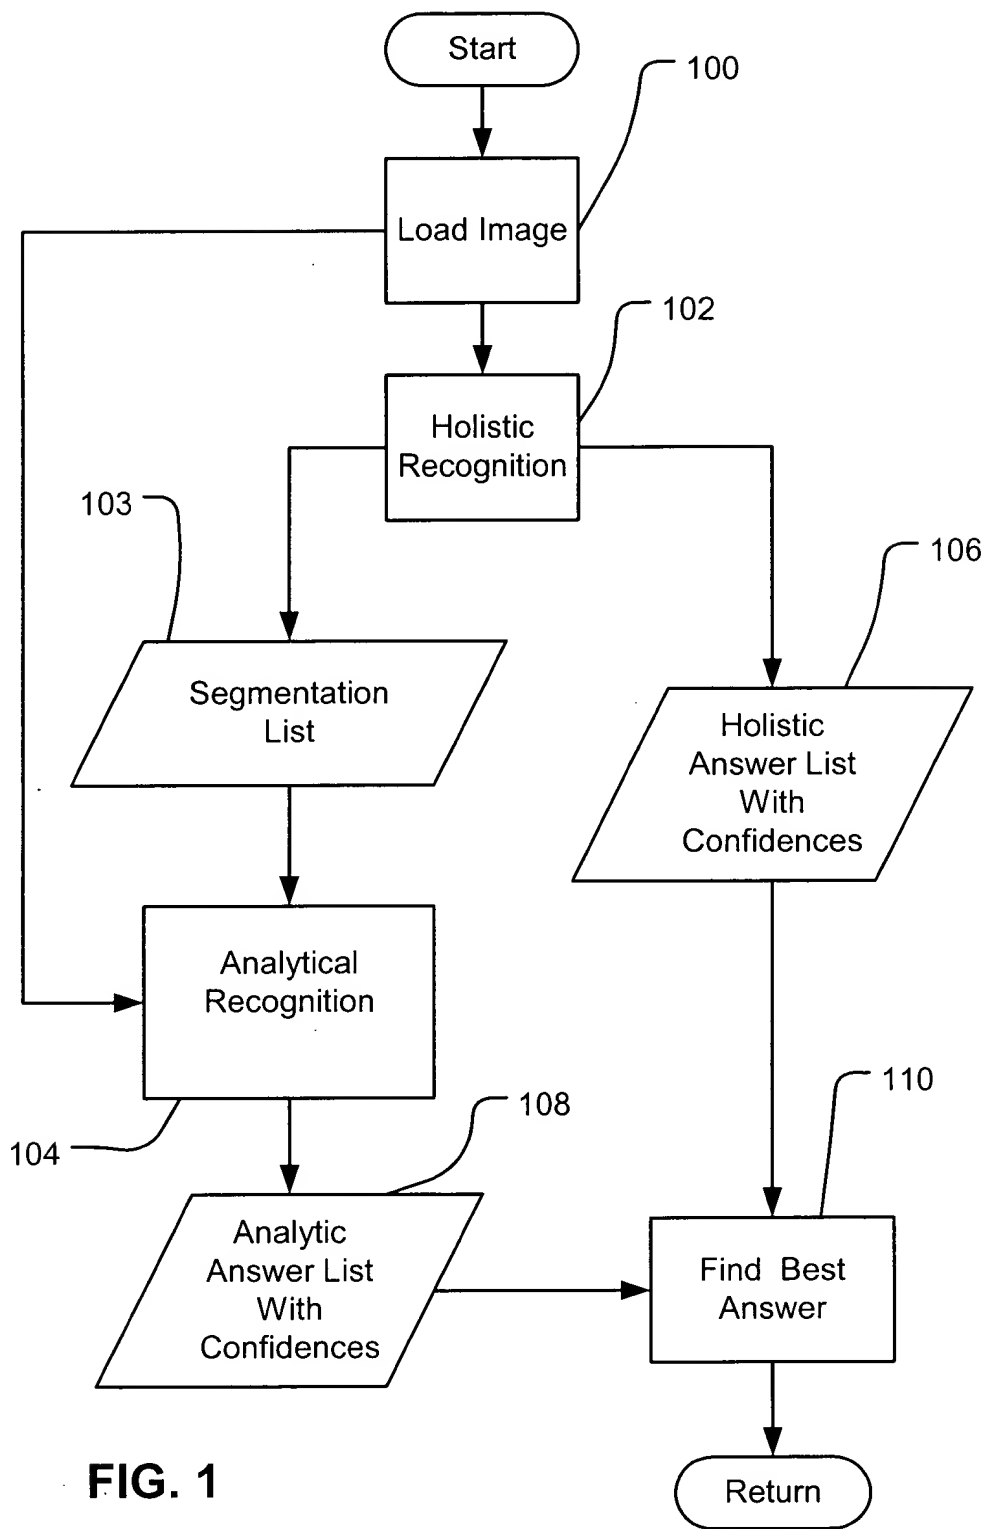 Start
100
Load Image
102
Holistic
Recognition
103
106
Segmentation
List
Holistic
Answer List
With
Confidences
Analytical
Recognition
104
108
110
Analytic
Answer List
With
Confidences
Find Best
Answer
FIG. 1
Return